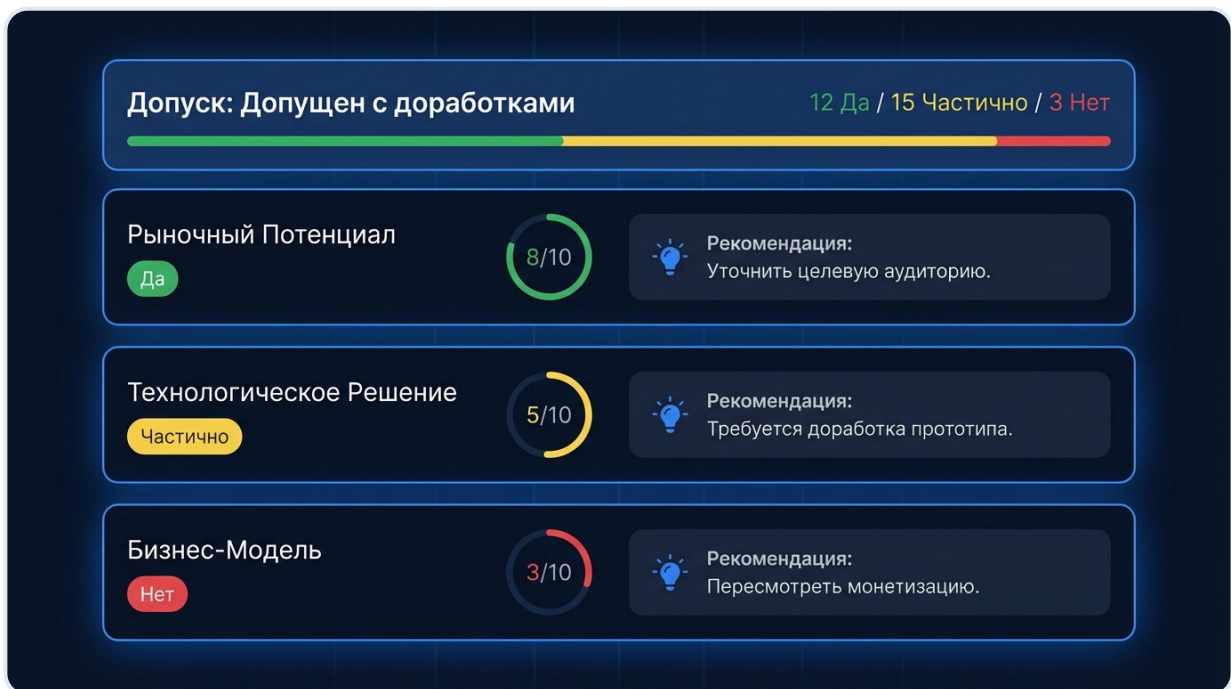 Допуск: Допущен с доработками
12 Да / 15 Частично / 3 Нет
Рыночный Потенциал
Да
8/10
Рекомендация:
Уточнить целевую аудиторию.
Технологическое Решение
Частично
5/10
Рекомендация:
Требуется доработка прототипа.
Бизнес-Модель
Нет
3/10
Рекомендация:
Пересмотреть монетизацию.